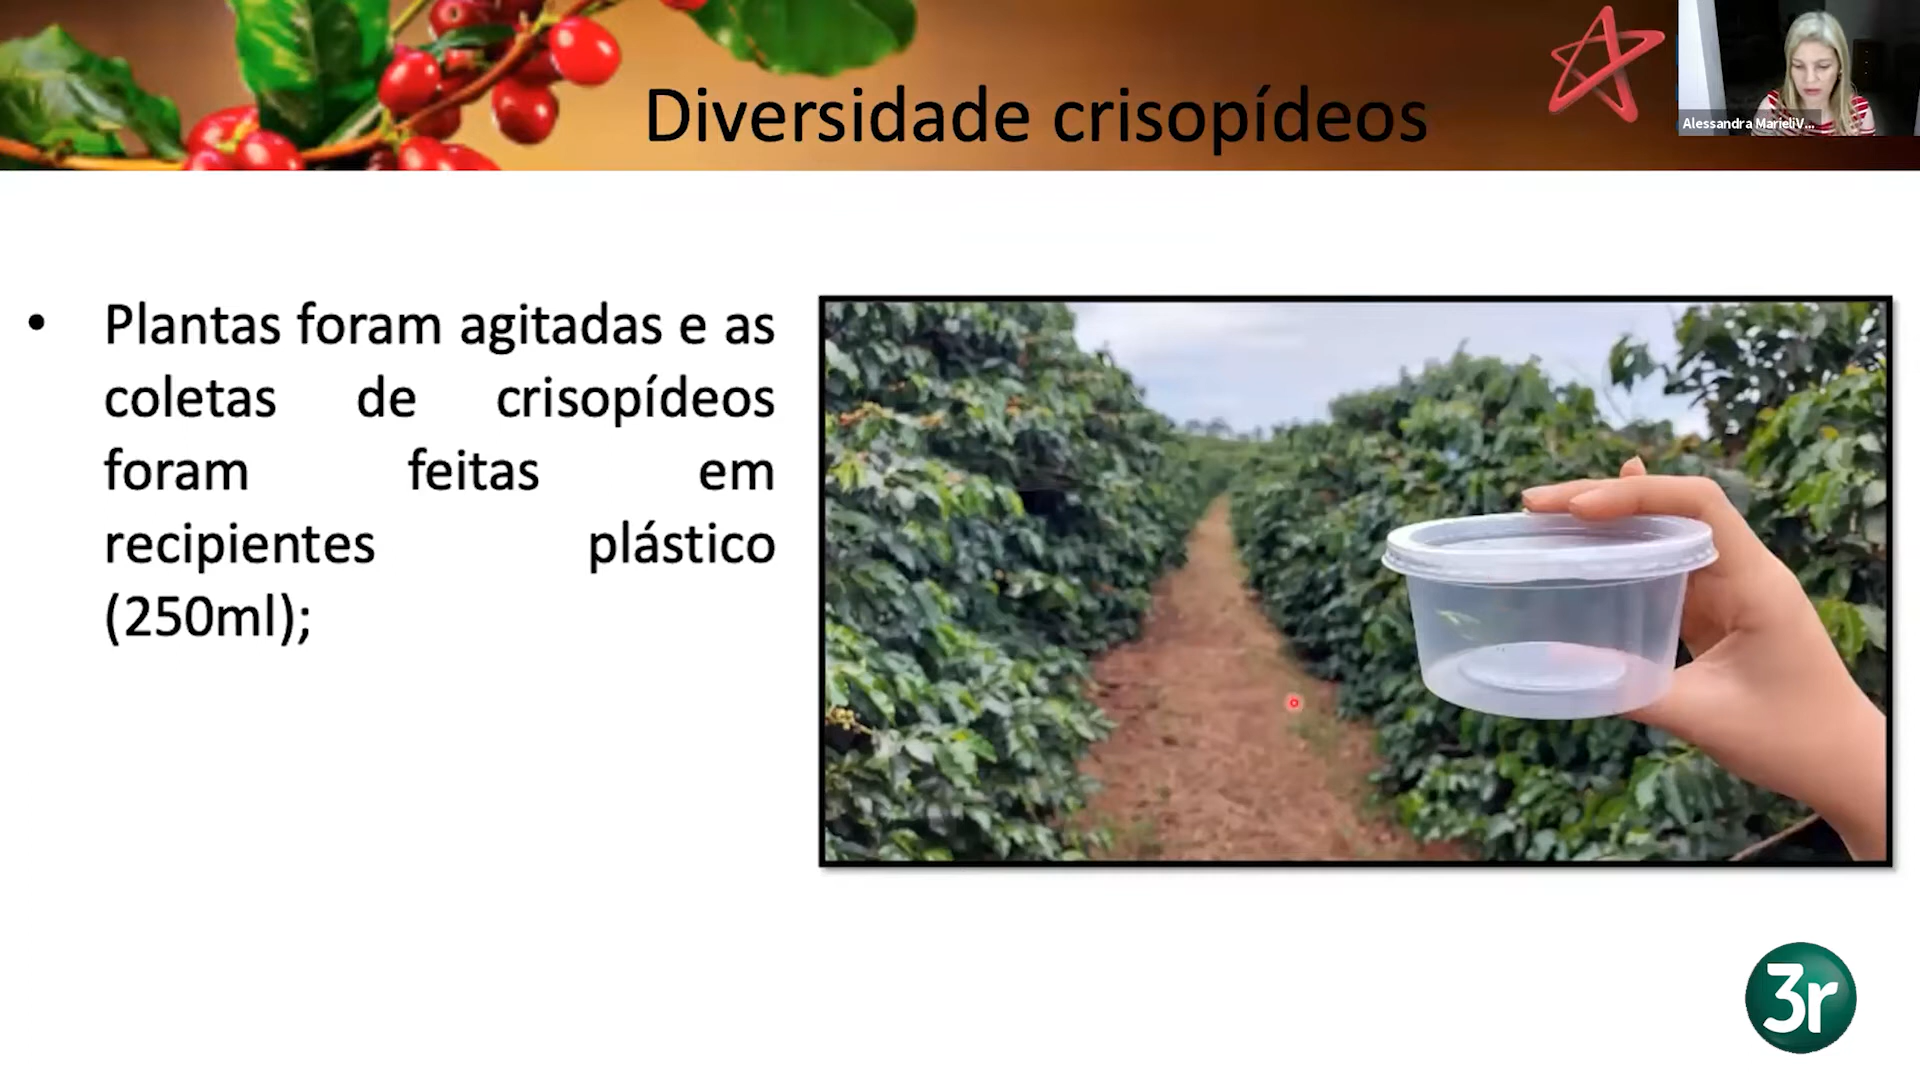 Diversidade crisopídeos
Alessandra MarieliV...
• Plantas foram agitadas e as
coletas de crisopídeos
foram feitas em
recipientes plástico
(250ml);
3r